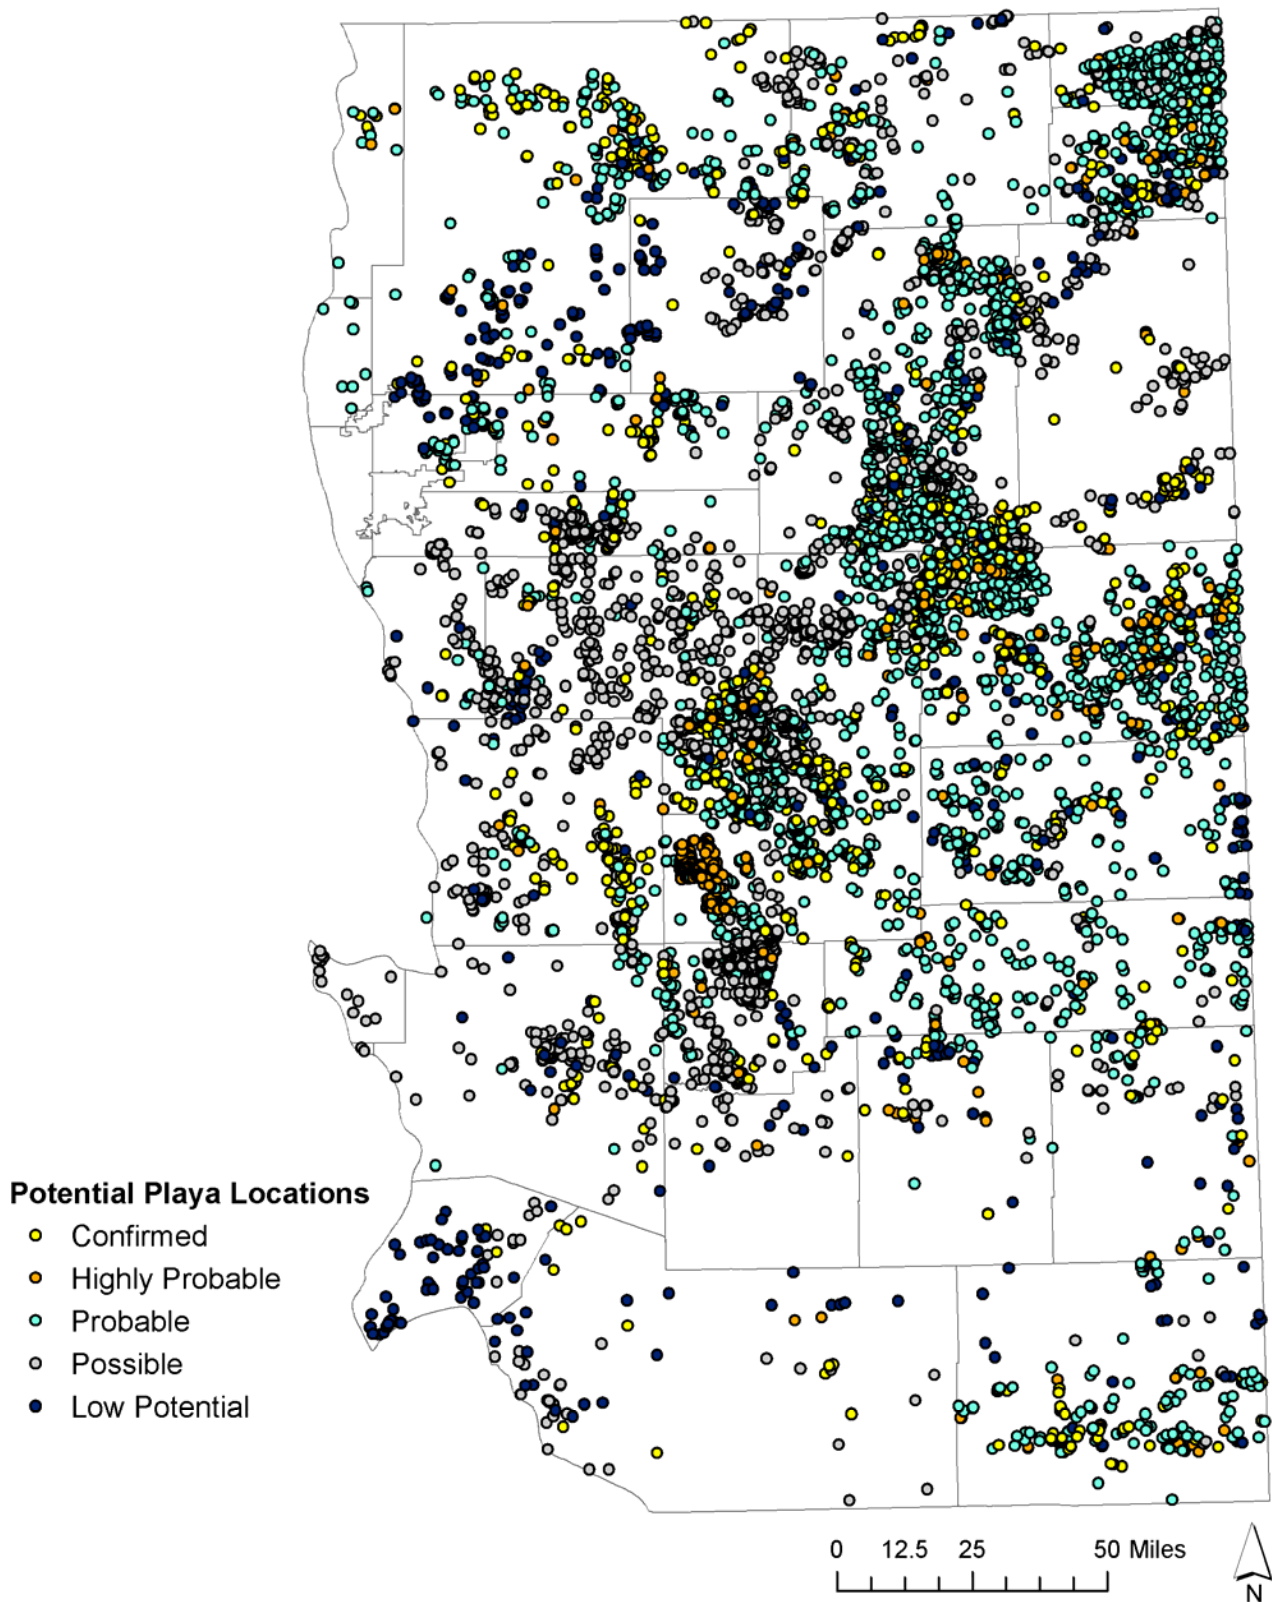 Potential Playa Locations
Confirmed
Highly Probable
Probable
Possible
Low Potential
0 12.5 25 50 Miles
N